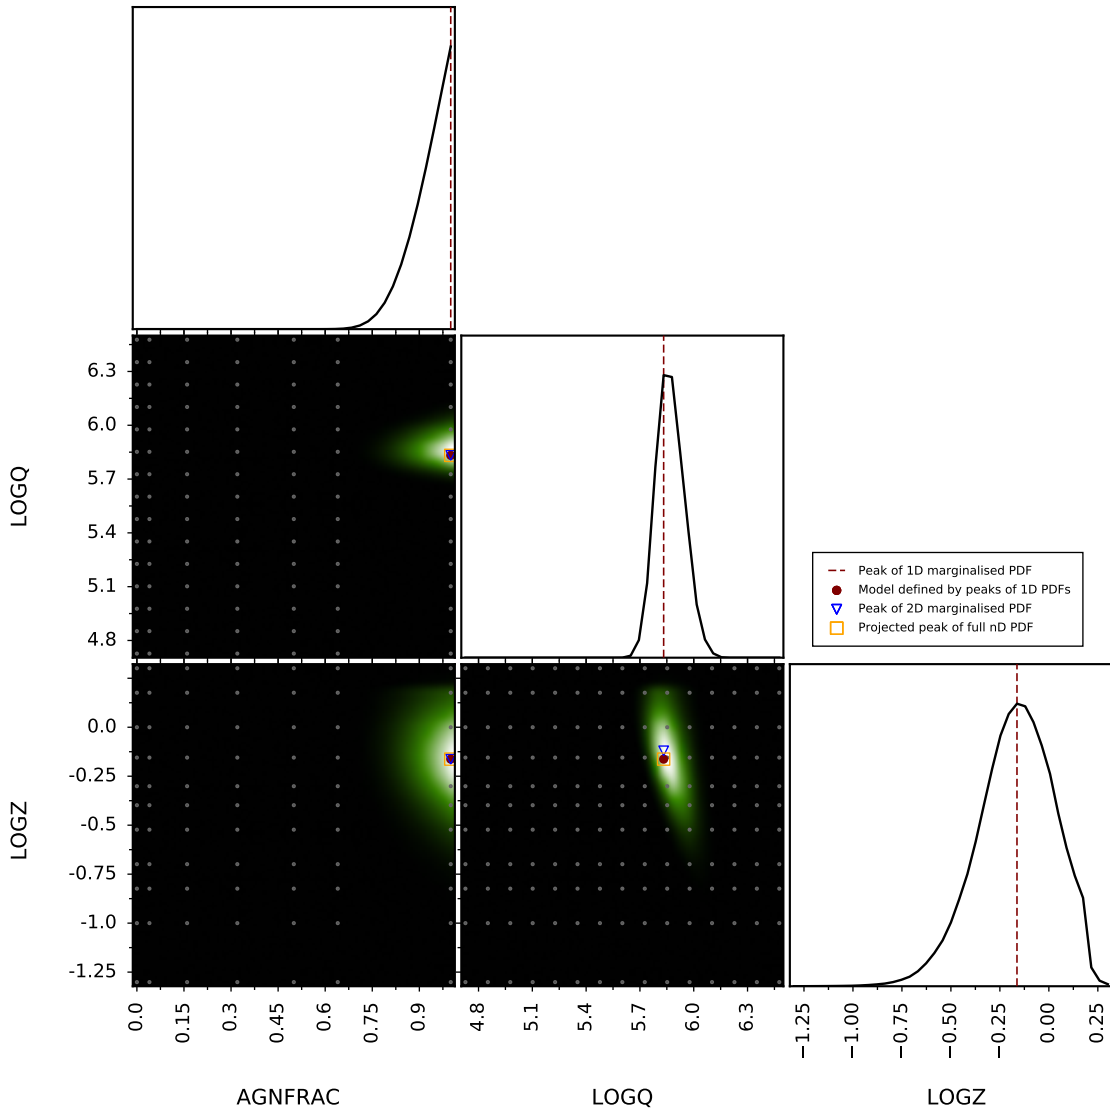 6.3
6.0
5.7
5.4
5.1
4.8
LOGQ
Peak of 1D marginalised PDF
Model defined by peaks of 1D PDFs
Peak of 2D marginalised PDF
Projected peak of full nD PDF
0.0
-0.25
-0.5
-0.75
-1.0
-1.25
LOGZ
0.0 0.15 0.3 0.45 0.6 0.75 0.9
4.8 5.1 5.4 5.7 6.0 6.3
−1.25 −1.00 −0.75 −0.50 −0.25 0.00 0.25
AGNFRAC LOGQ LOGZ